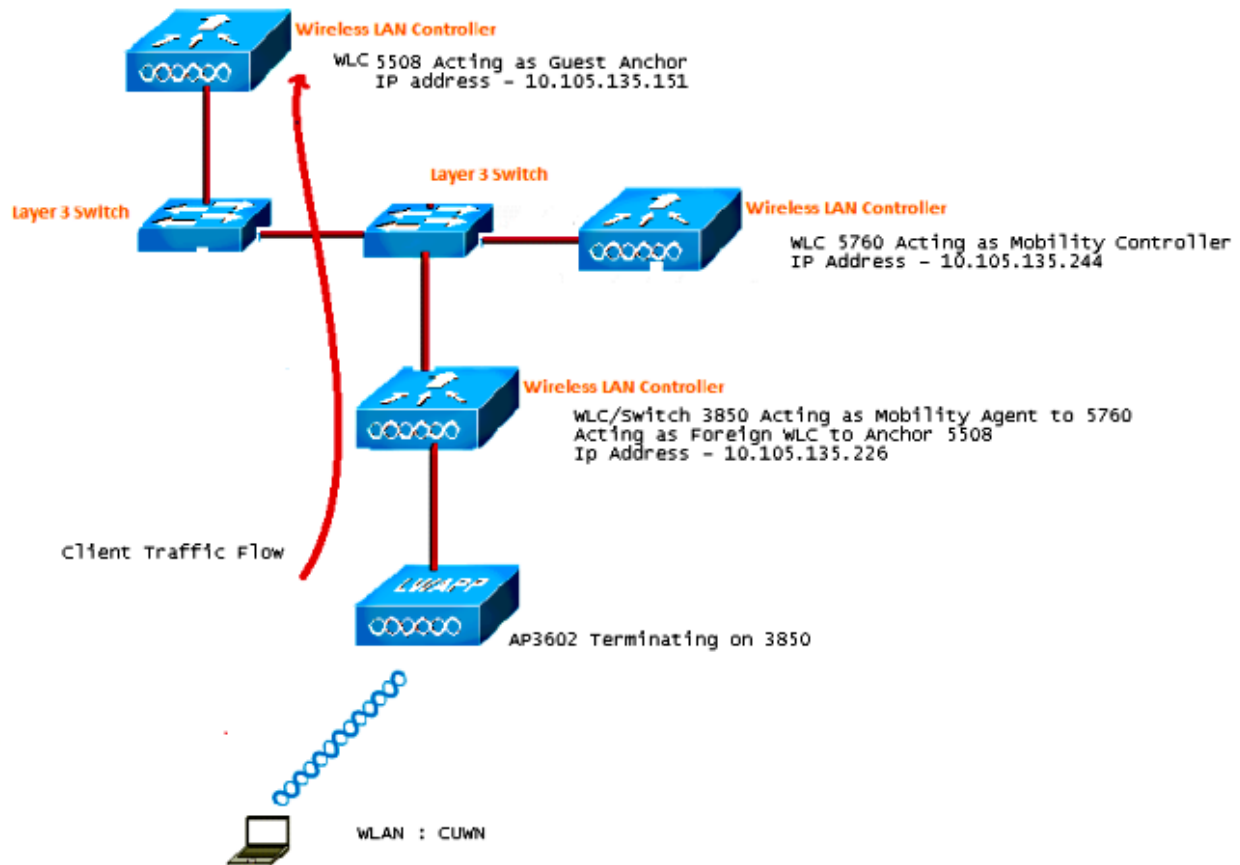 Wireless LAN Controller
WLC 5508 Acting as Guest Anchor
IP address – 10.105.135.151
Layer 3 Switch
Layer 3 Switch
Wireless LAN Controller
WLC 5760 Acting as Mobility Controller
IP Address – 10.105.135.244
Wireless LAN Controller
WLC/Switch 3850 Acting as Mobility Agent to 5760
Acting as Foreign WLC to Anchor 5508
Ip Address – 10.105.135.226
Client Traffic Flow
LWAPP
AP3602 Terminating on 3850
WLAN : CUWN